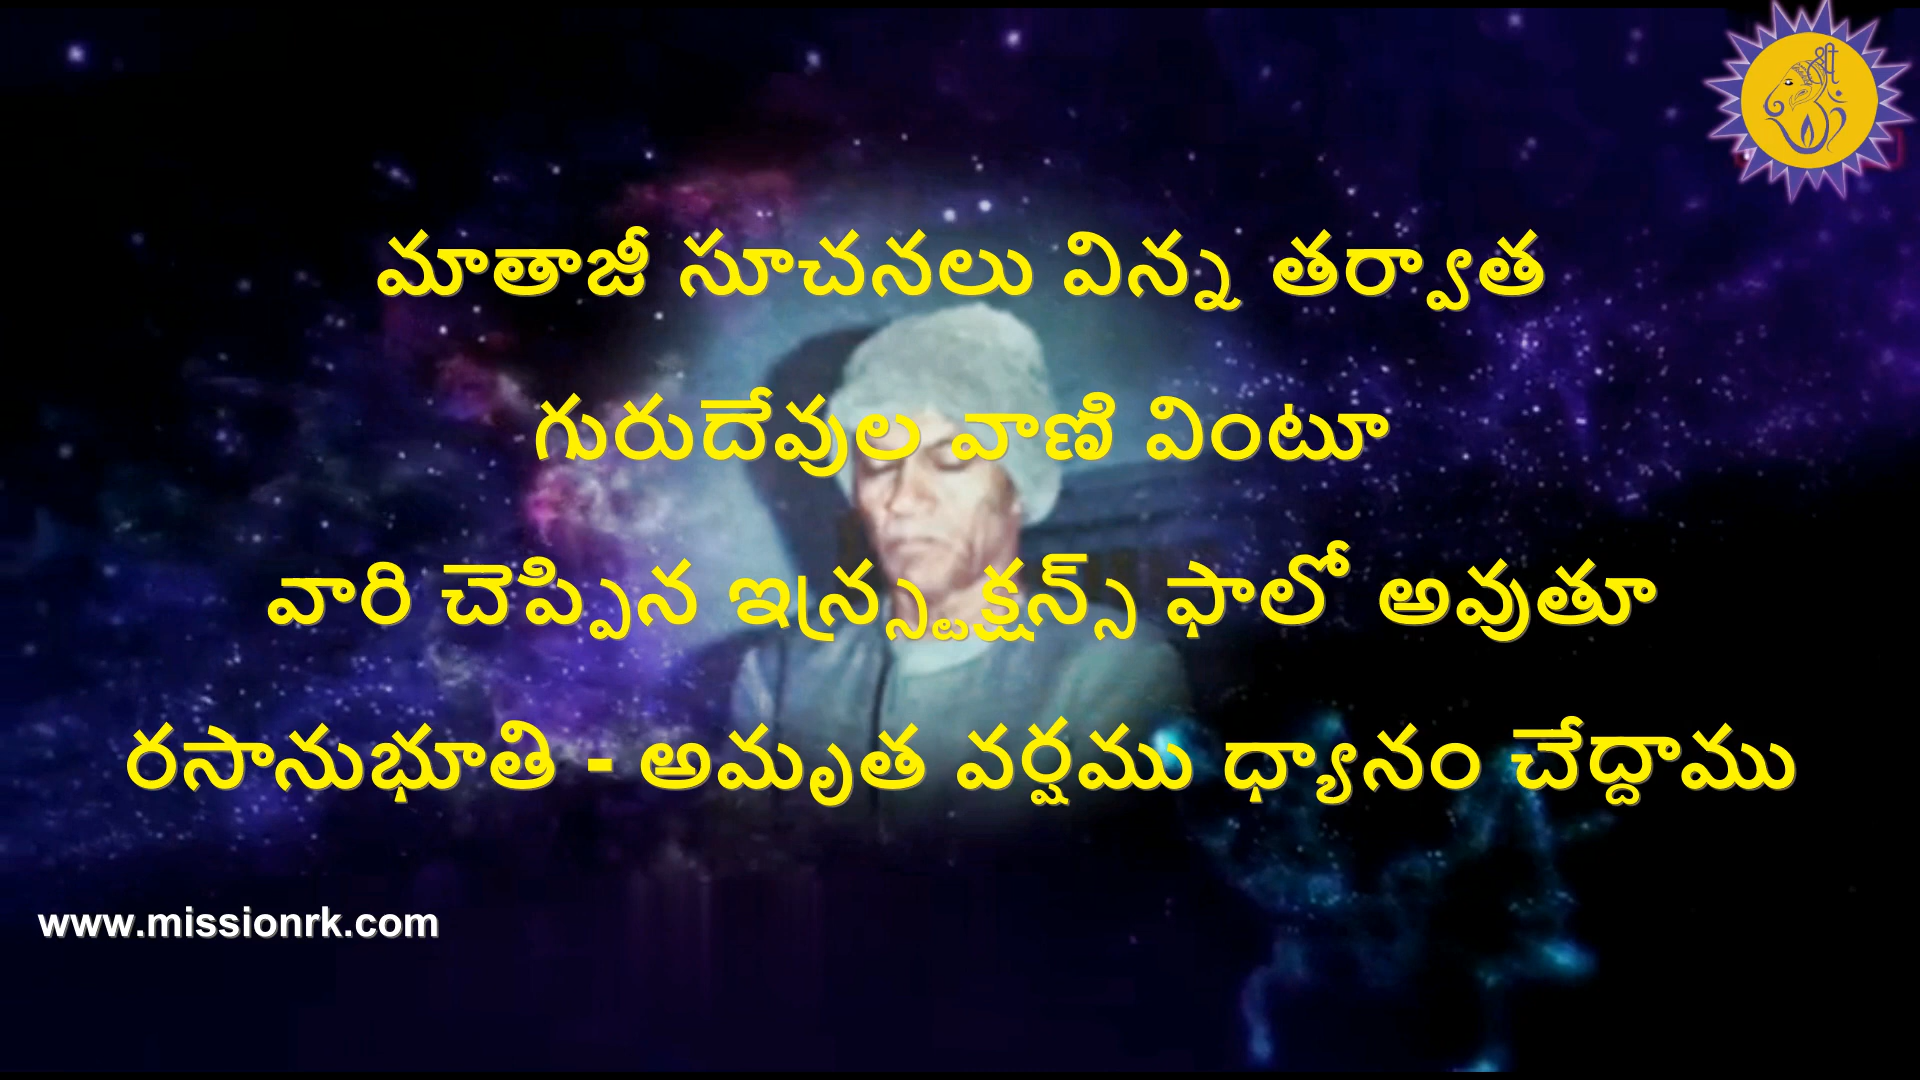 మాతాజీ సూచనలు విన్న తర్వాత
గురుదేవుల వాణి వింటూ
వారి చెప్పిన ఇన్స్ట్రక్షన్స్ ఫాలో అవుతూ
రసానుభూతి - అమృత వర్షము ధ్యానం చేద్దాము
www.missionrk.com